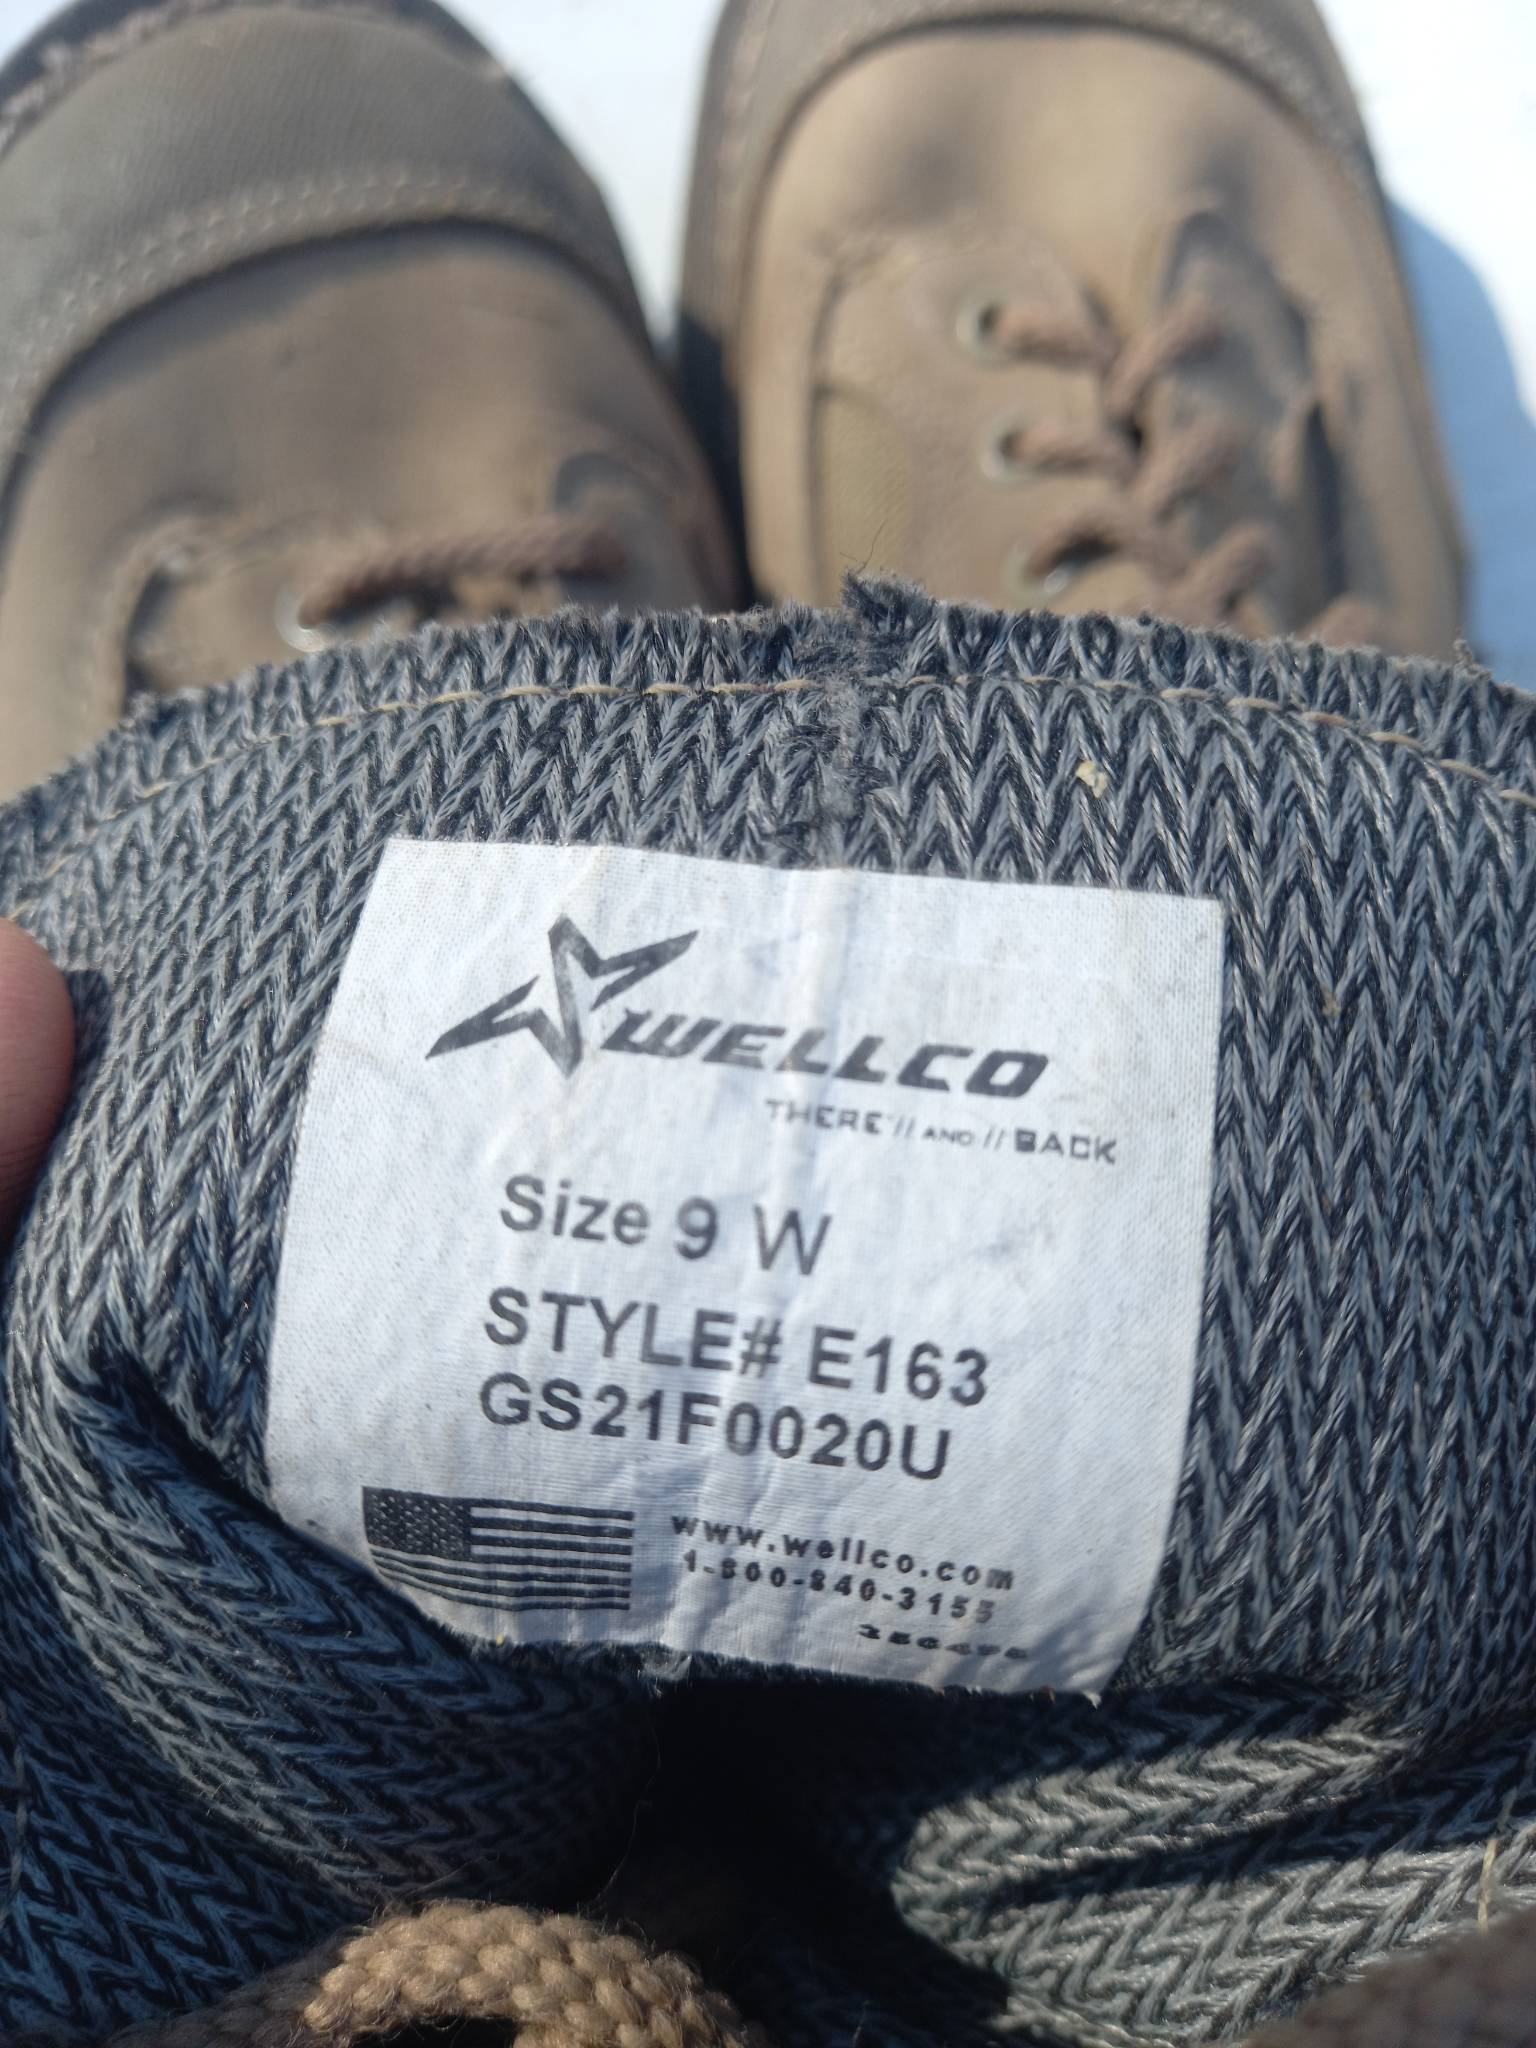 WELLCO
THERE // AND // BACK
Size 9 W
STYLE# E163
GS21F0020U
www.wellco.com
1-800-840-3155